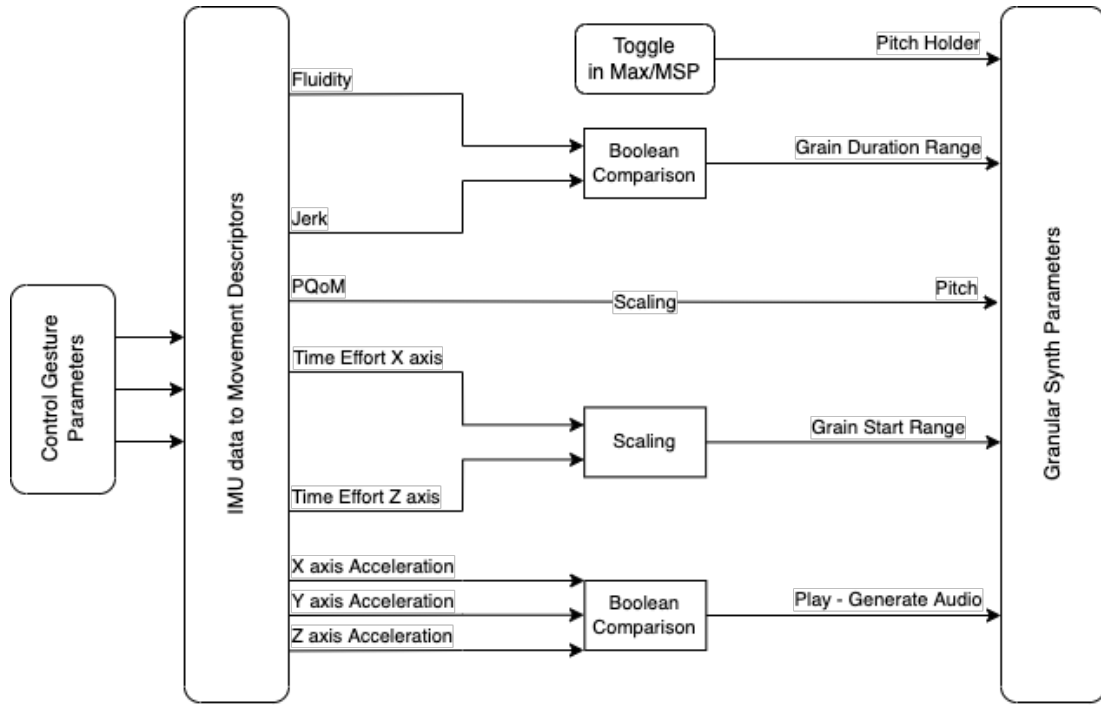 Control Gesture
Parameters
IMU data to Movement Descriptors
Fluidity
Jerk
PQoM
Time Effort X axis
Time Effort Z axis
X axis Acceleration
Y axis Acceleration
Z axis Acceleration
Toggle
in Max/MSP
Boolean
Comparison
Scaling
Scaling
Boolean
Comparison
Pitch Holder
Grain Duration Range
Pitch
Grain Start Range
Play - Generate Audio
Granular Synth Parameters